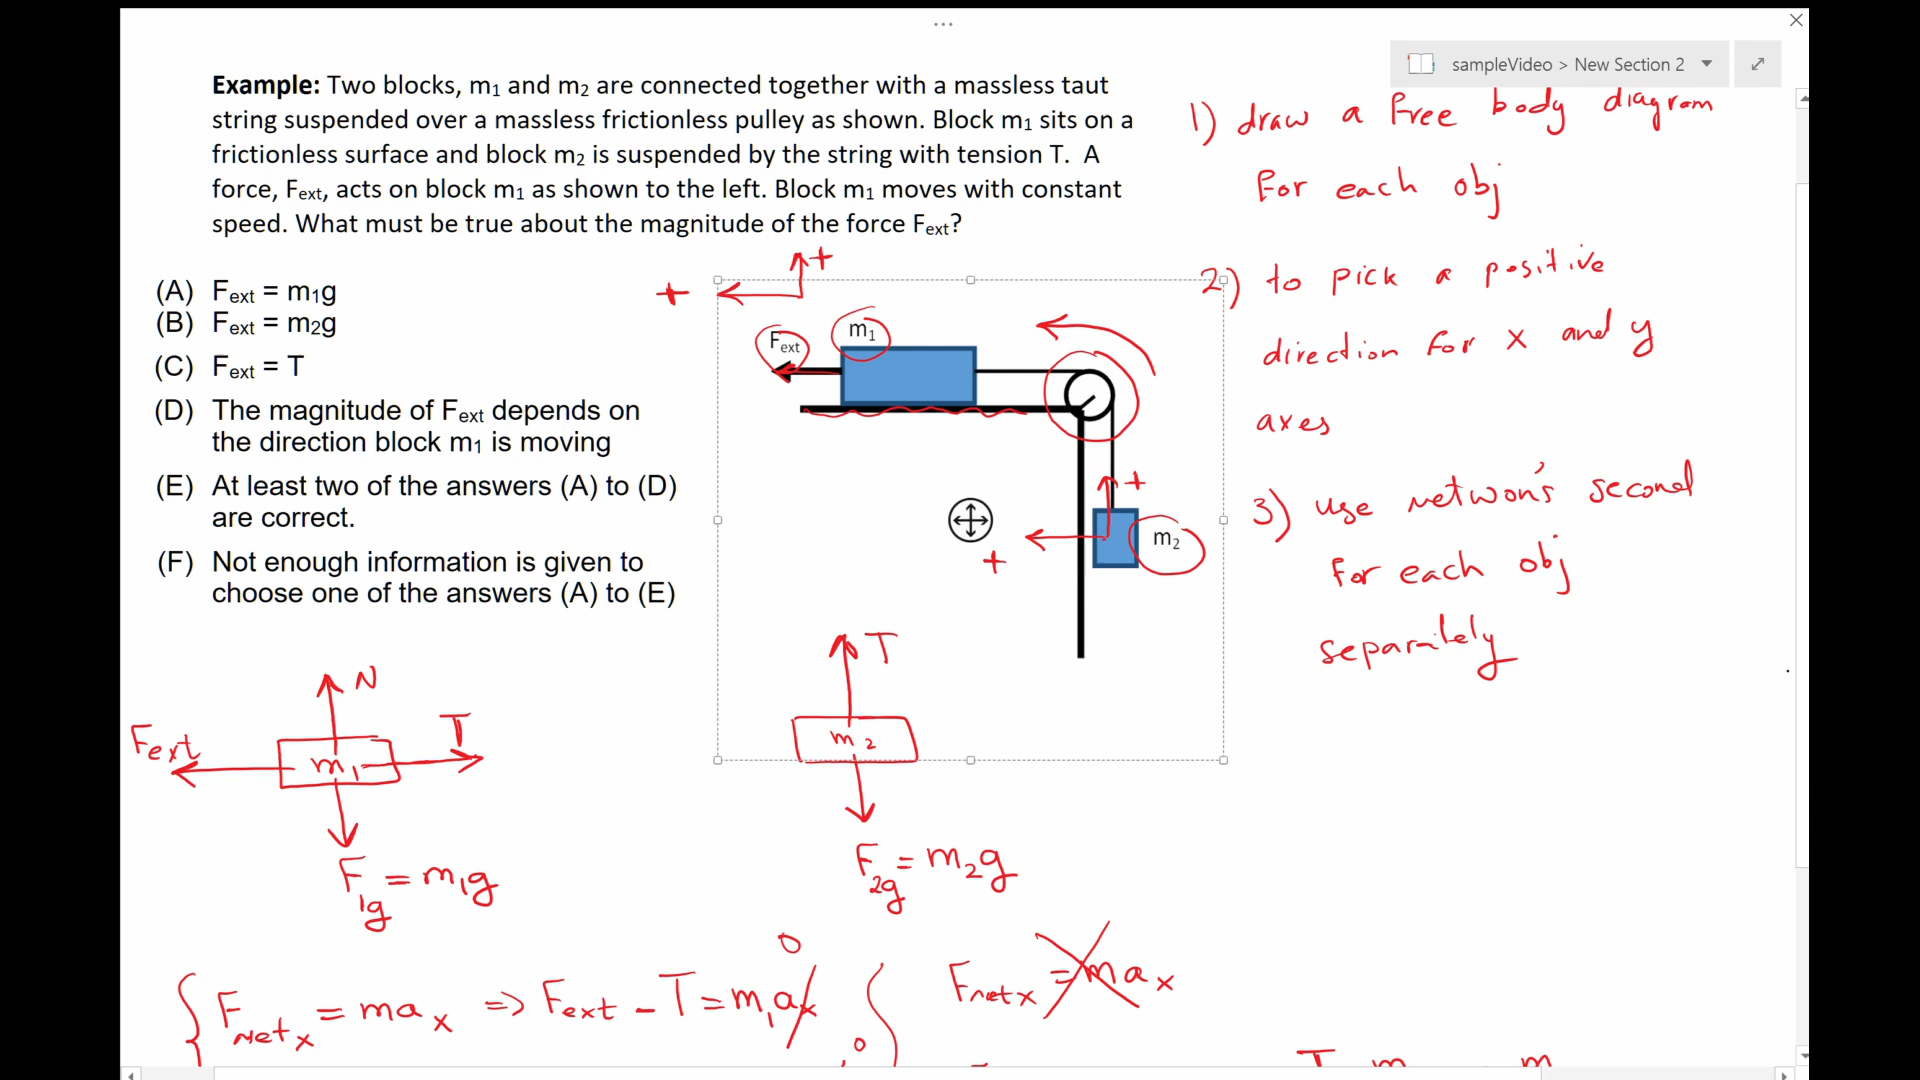 sampleVideo > New Section 2
Example: Two blocks, m1 and m2 are connected together with a massless taut
string suspended over a massless frictionless pulley as shown. Block m1 sits on a
frictionless surface and block m2 is suspended by the string with tension T. A
force, Fext, acts on block m1 as shown to the left. Block m1 moves with constant
speed. What must be true about the magnitude of the force Fext?
(A) Fext = m1g
(B) Fext = m2g
(C) Fext = T
(D) The magnitude of Fext depends on
the direction block m1 is moving
(E) At least two of the answers (A) to (D)
are correct.
(F) Not enough information is given to
choose one of the answers (A) to (E)
+
+
Fext
m1
+
+
m2
1) draw a free body diagram
for each obj
2) to pick a positive
direction for x and y
axes
3) use netwon's second
for each obj
separaitely
N
Fext
T
m1
F1g = m1g
T
m2
F2g = m2g
0
Fnet x = max => Fext - T = m1ax
0
Fnet x = max
T m m